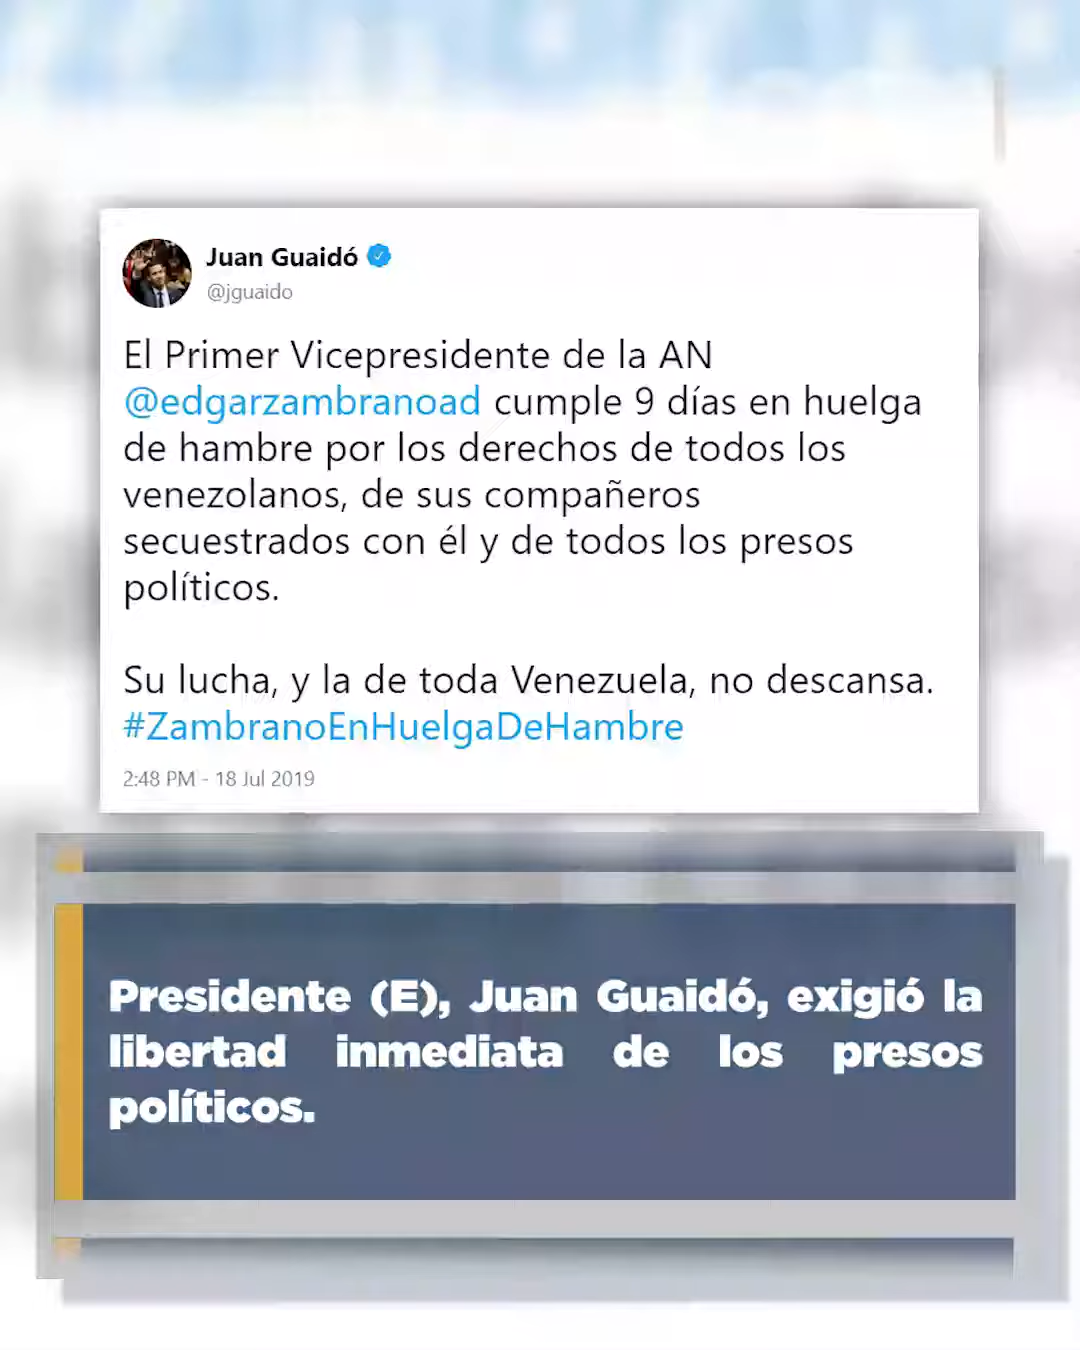 Juan Guaidó
@jguaido
El Primer Vicepresidente de la AN
@edgarzambranoad cumple 9 días en huelga
de hambre por los derechos de todos los
venezolanos, de sus compañeros
secuestrados con él y de todos los presos
políticos.
Su lucha, y la de toda Venezuela, no descansa.
#ZambranoEnHuelgaDeHambre
2:48 PM - 18 Jul 2019
Presidente (E), Juan Guaidó, exigió la
libertad inmediata de los presos
políticos.